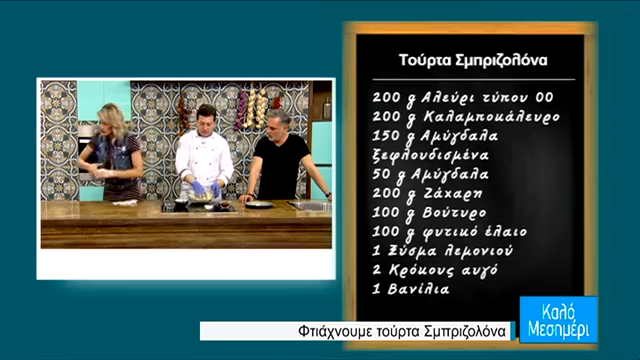 Τούρτα Σμπριζολόνα
200 g Αλεύρι τύπου 00
200 g Καλαμποκάλευρο
150 g Αμύγδαλα
ξεφλουδισμένα
50 g Αμύγδαλα
200 g Ζάχαρη
100 g Βούτυρο
100 g φυτικό έλαιο
1 Ξύσμα λεμονιού
2 Κρόκους αυγό
1 Βανίλια
Καλό
Μεσημέρι
Φτιάχνουμε τούρτα Σμπριζολόνα